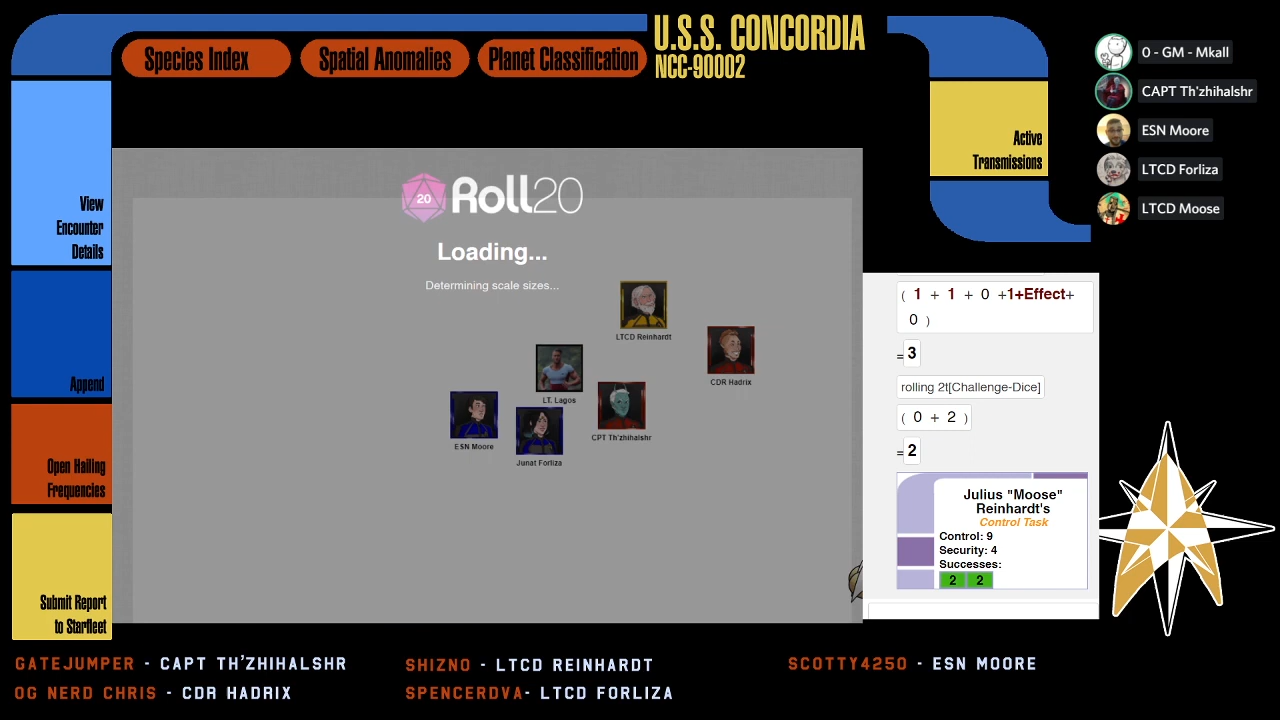 Species Index
Spatial Anomalies
Planet Classification
U.S.S. CONCORDIA
NCC-90002
0 - GM - Mkall
CAPT Th'zhihalshr
ESN Moore
LTCD Forliza
LTCD Moose
Active
Transmissions
View
Encounter
Details
Append
Open Hailing
Frequencies
Submit Report
to Starfleet
20 Roll20
Loading...
Determining scale sizes...
LTCD Reinhardt
CDR Hadrix
LT. Lagos
CPT Th'zhihalshr
ESN Moore
Junat Forliza
( 1 + 1 + 0 +1+Effect+
0 )
=3
rolling 2t[Challenge-Dice]
( 0 + 2 )
=2
Julius "Moose"
Reinhardt's
Control Task
Control: 9
Security: 4
Successes:
2 2
GATEJUMPER - CAPT TH'ZHIHALSHR
SHIZNO - LTCD REINHARDT
SCOTTY4250 - ESN MOORE
OG NERD CHRIS - CDR HADRIX
SPENCERDVA- LTCD FORLIZA